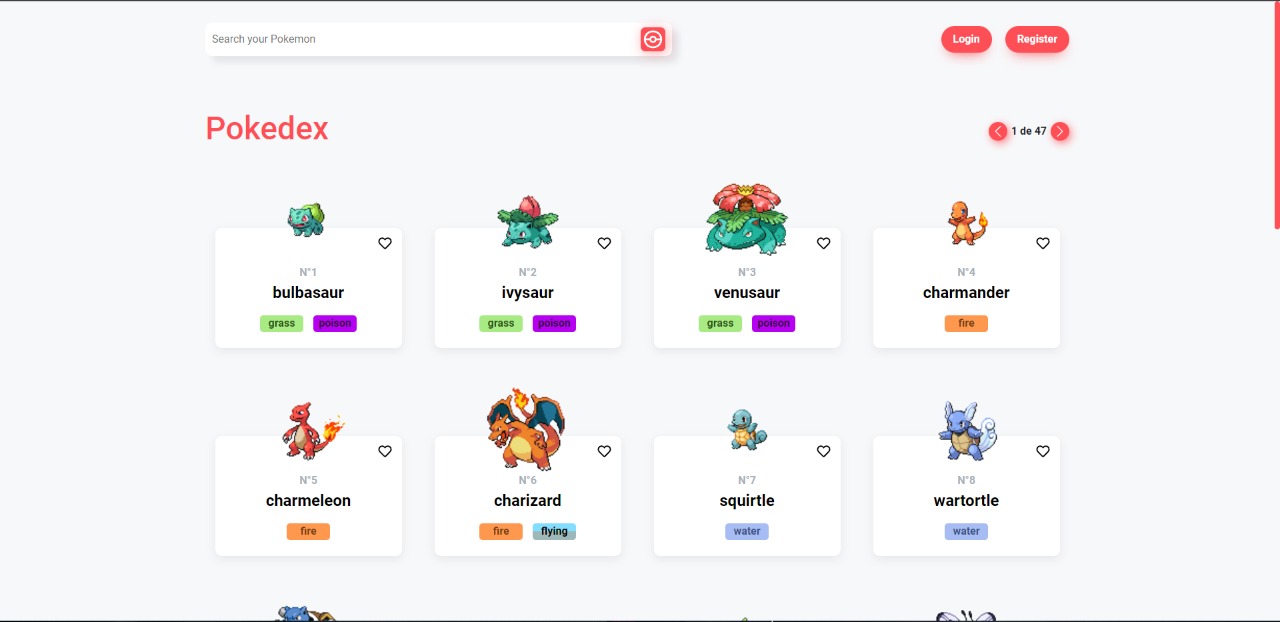 Search your Pokemon
Login
Register
Pokedex
1 de 47
N°1
bulbasaur
grass poison
N°2
ivysaur
grass poison
N°3
venusaur
grass poison
N°4
charmander
fire
N°5
charmeleon
fire
N°6
charizard
fire flying
N°7
squirtle
water
N°8
wartortle
water